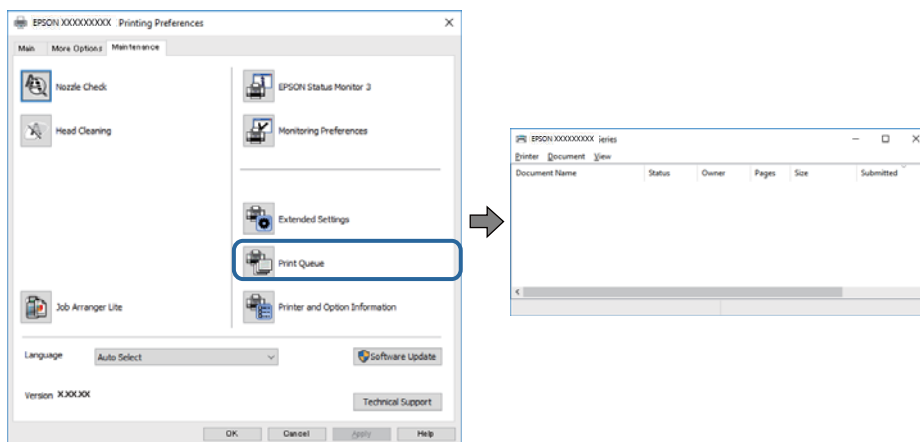 EPSON XXXXXXXXX Printing Preferences
Main More Options Maintenance
Nozzle Check
EPSON Status Monitor 3
Head Cleaning
Monitoring Preferences
Extended Settings
Print Queue
Job Arranger Lite
Printer and Option Information
Language Auto Select Software Update
Version X.XX.XX
Technical Support
OK Cancel Apply Help
EPSON XXXXXXXXX ieries
Printer Document View
Document Name Status Owner Pages Size Submitted